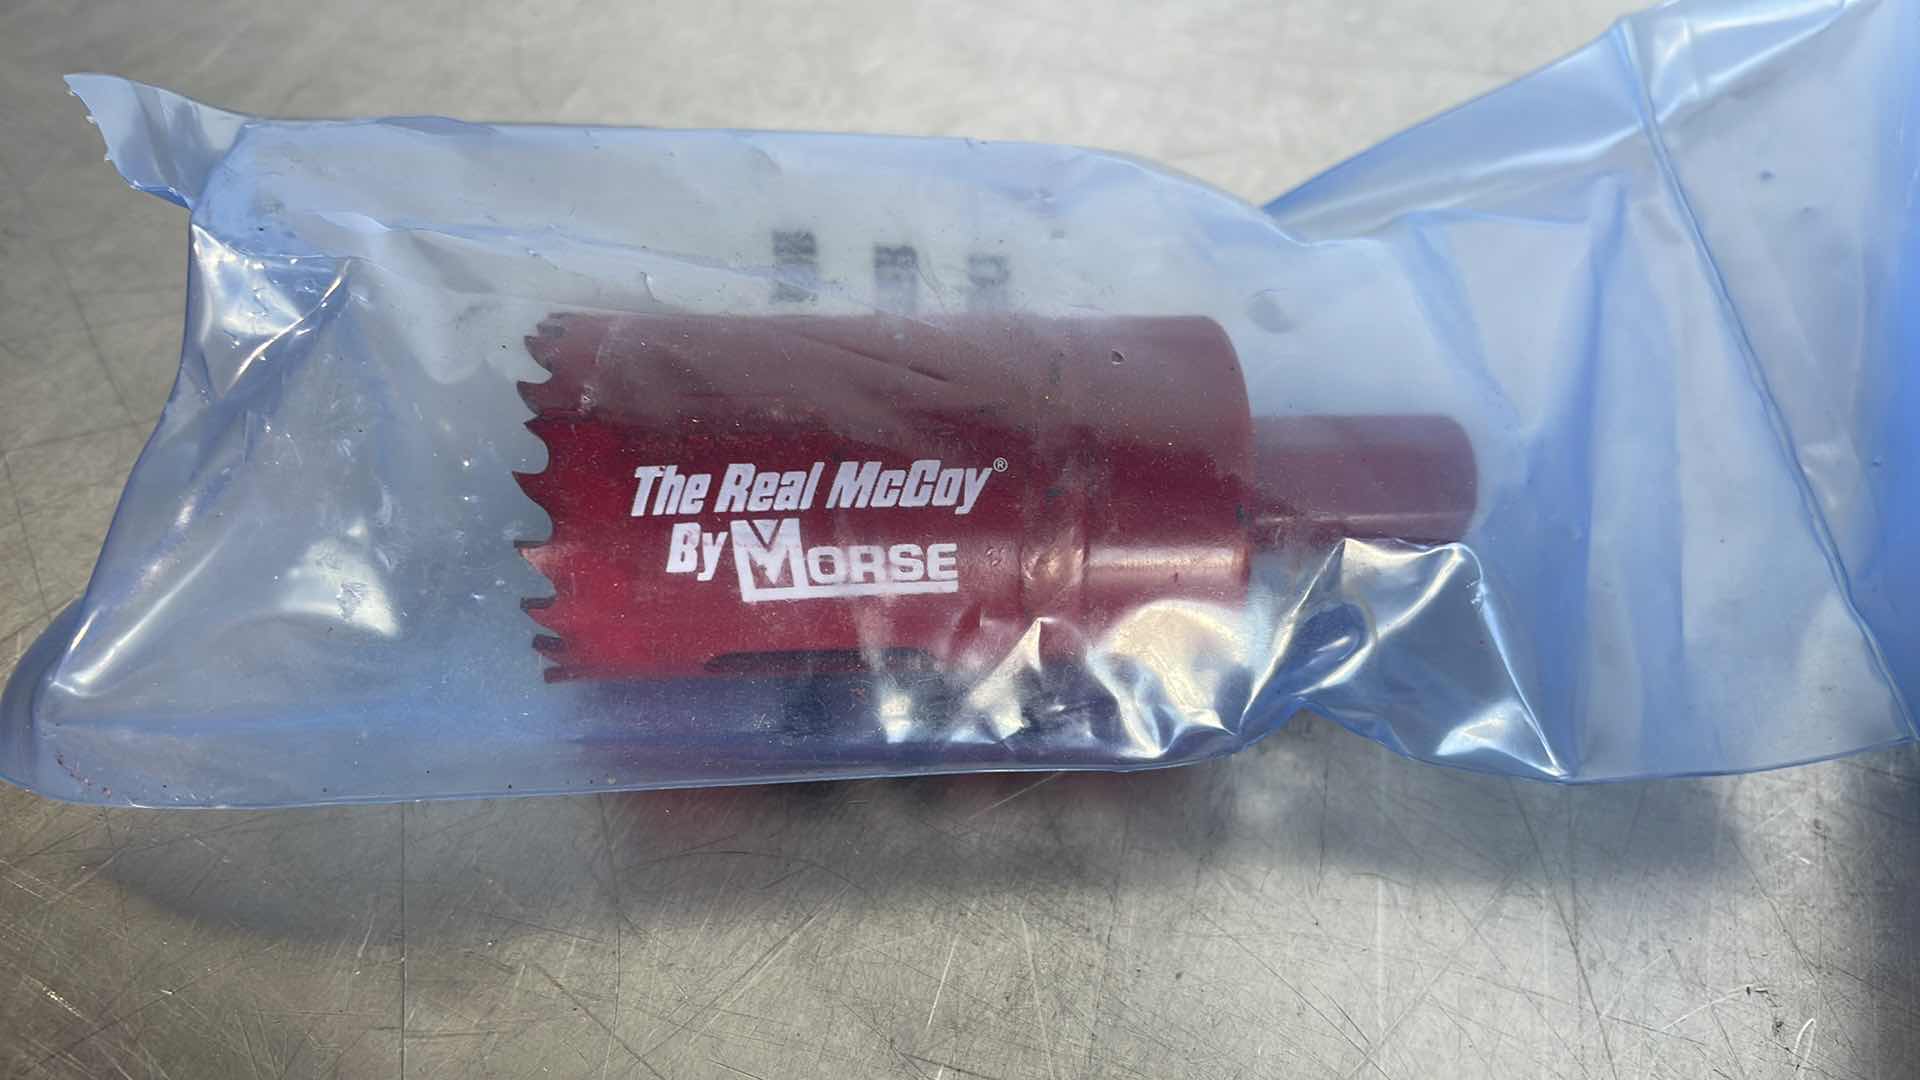 The Real McCoy®
By MORSE